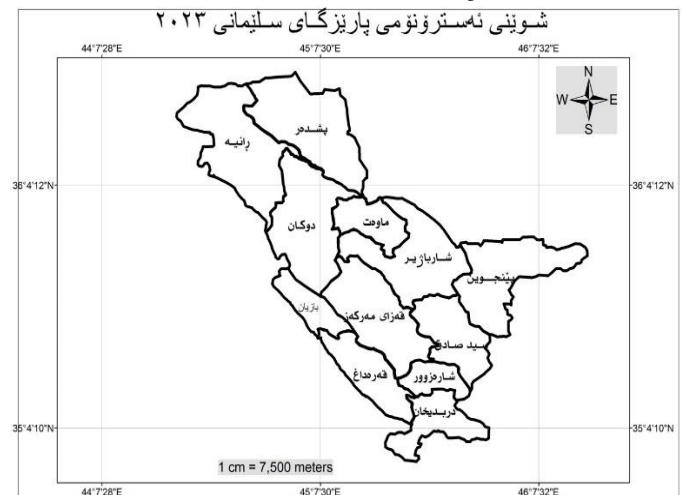 شوێنی ئەسترۆنۆمی پارێزگای سلێمانی ٢٠٢٣
44°7'28"E 45°7'30"E 46°7'32"E
N
W E
S
پشدەر
ڕانیە
36°4'12"N 36°4'12"N
ماوەت
دوکان
شارباژێر
پێنجوین
بازیان
قەزای مەرکەز
سید صادق
قەرەداغ
شارەزوور
دربدیخان
35°4'10"N 35°4'10"N
1 cm = 7,500 meters
44°7'28"E 45°7'30"E 46°7'32"E